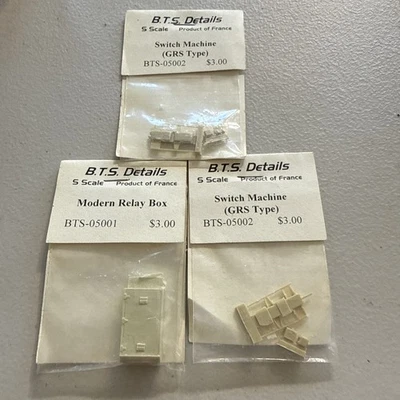 B.T.S. Details
S Scale Product of France
Switch Machine
(GRS Type)
BTS-05002 $3.00
B.T.S. Details
S Scale Product of France
Modern Relay Box
BTS-05001 $3.00
B.T.S. Details
S Scale Product of France
Switch Machine
(GRS Type)
BTS-05002 $3.00